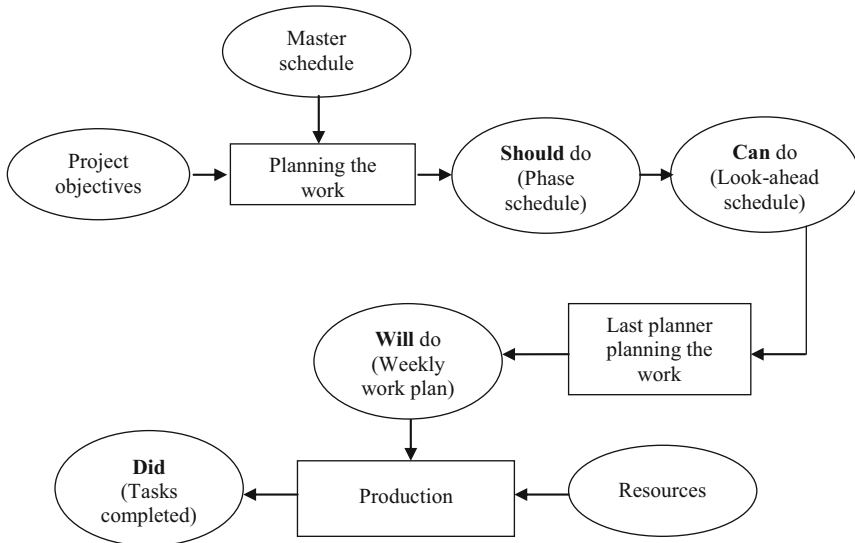 Master
schedule
Project
objectives
Planning the
work
Should do
(Phase
schedule)
Can do
(Look-ahead
schedule)
Will do
(Weekly
work plan)
Last planner
planning the
work
Did
(Tasks
completed)
Production
Resources